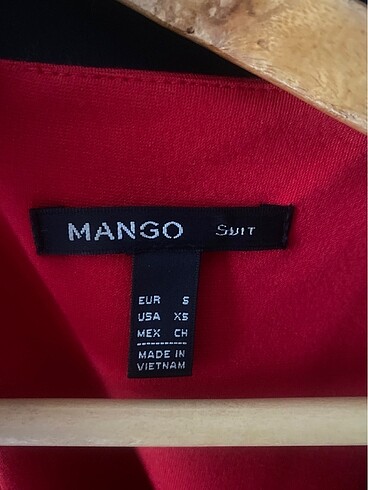 MANGO Suit
EUR S
USA XS
MEX CH
MADE IN
VIETNAM